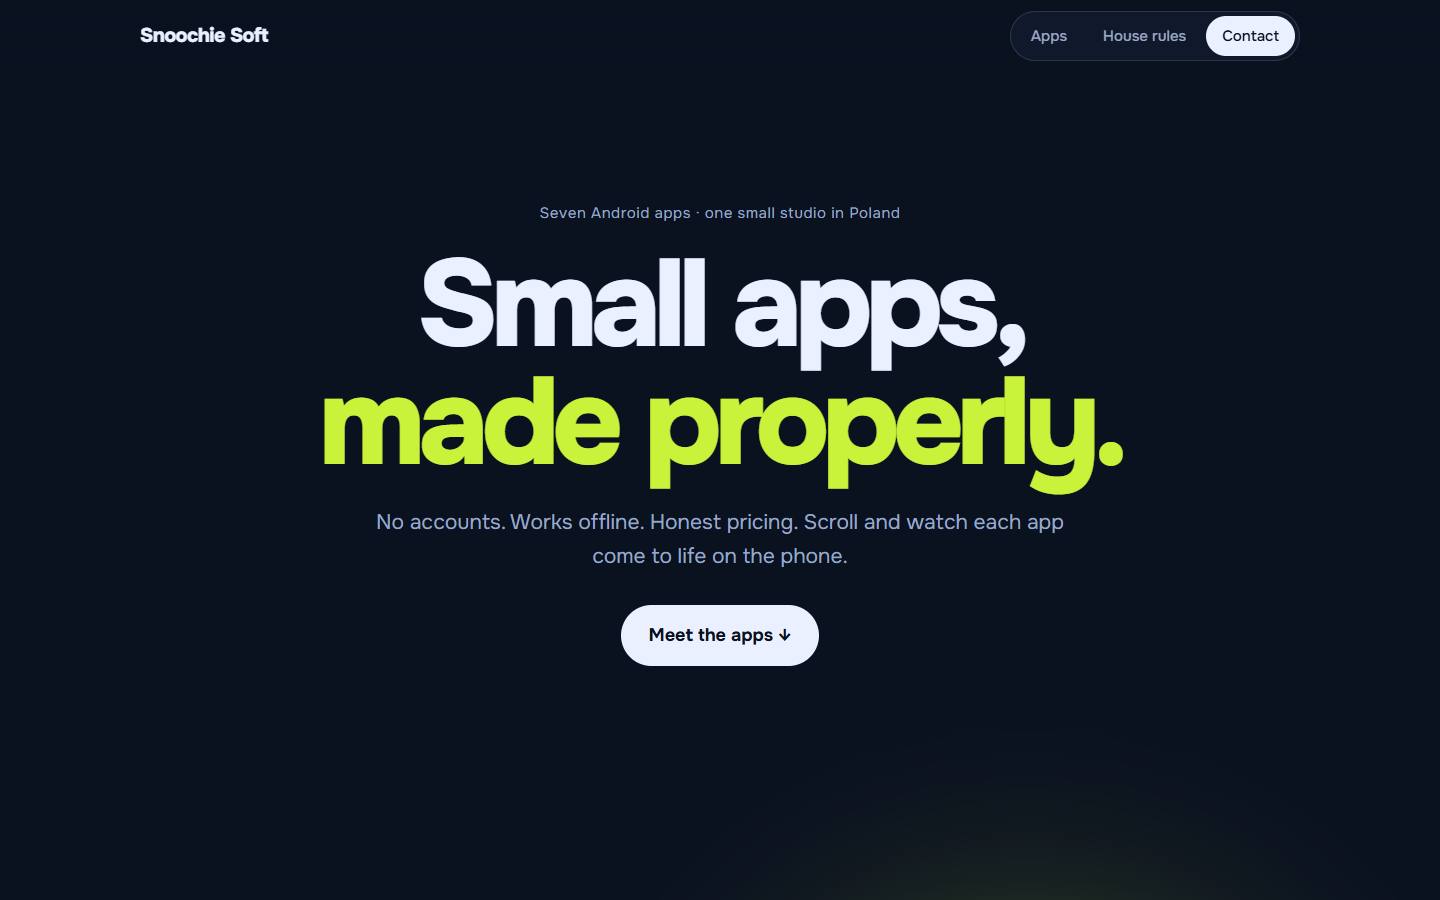 Snoochie Soft
Apps
House rules
Contact
Seven Android apps · one small studio in Poland
Small apps,
made properly.
No accounts. Works offline. Honest pricing. Scroll and watch each app
come to life on the phone.
Meet the apps ↓